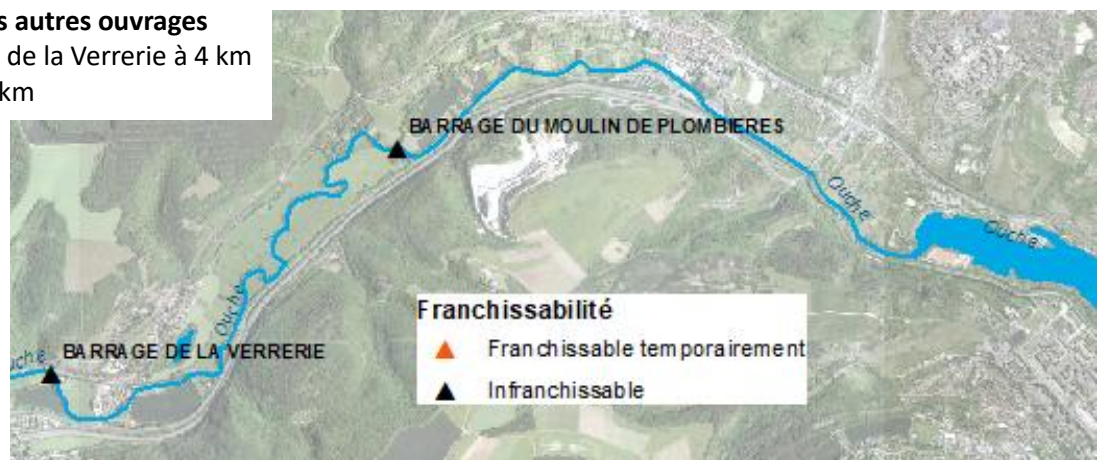 s autres ouvrages
de la Verrerie à 4 km
km
BARRAGE DU MOULIN DE PLOMBIERES
Ouche
Ouche
Ouche
BARRAGE DE LA VERRERIE
uche
Franchissabilité
Franchissable temporairement
Infranchissable